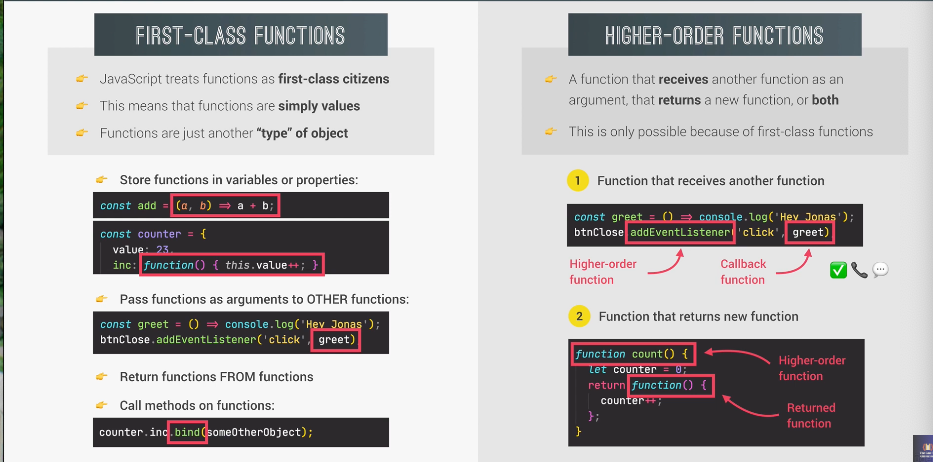 FIRST-CLASS FUNCTIONS
JavaScript treats functions as first-class citizens
This means that functions are simply values
Functions are just another “type” of object
Store functions in variables or properties:
const add = (a, b) ⇒ a + b;
const counter = {
value: 23,
inc: function() { this.value++; }
Pass functions as arguments to OTHER functions:
const greet = () ⇒ console.log('Hey Jonas');
btnClose.addEventListener('click', greet)
Return functions FROM functions
Call methods on functions:
counter.inc.bind(someOtherObject);
HIGHER-ORDER FUNCTIONS
A function that receives another function as an
argument, that returns a new function, or both
This is only possible because of first-class functions
1 Function that receives another function
const greet = () ⇒ console.log('Hey Jonas');
btnClose.addEventListener('click', greet)
Higher-order
function
Callback
function
2 Function that returns new function
function count() {
let counter = 0;
return function() {
counter++;
};
}
Higher-order
function
Returned
function